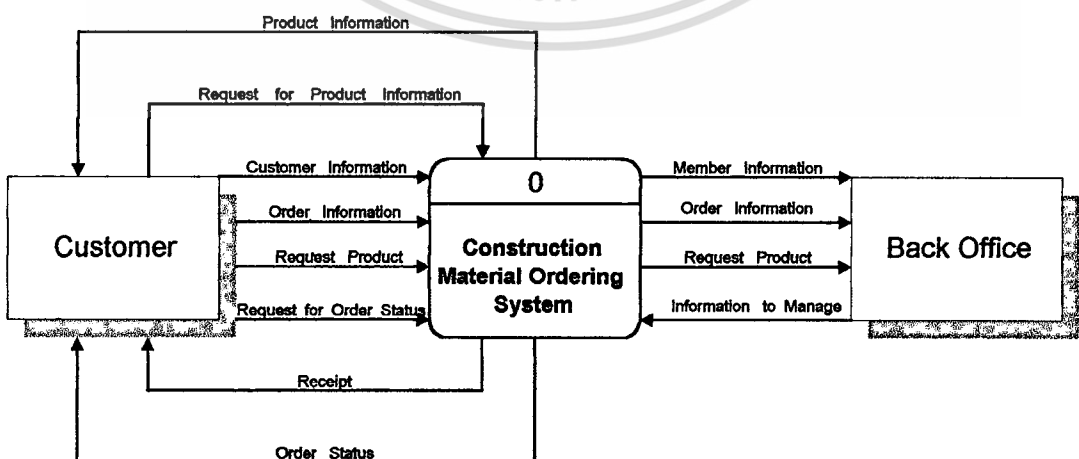 Product Information
Request for Product Information
Customer Information
Member Information
0
Order Information
Order Information
Customer
Construction
Material Ordering
System
Back Office
Request Product
Request Product
Request for Order Status
Information to Manage
Receipt
Order Status